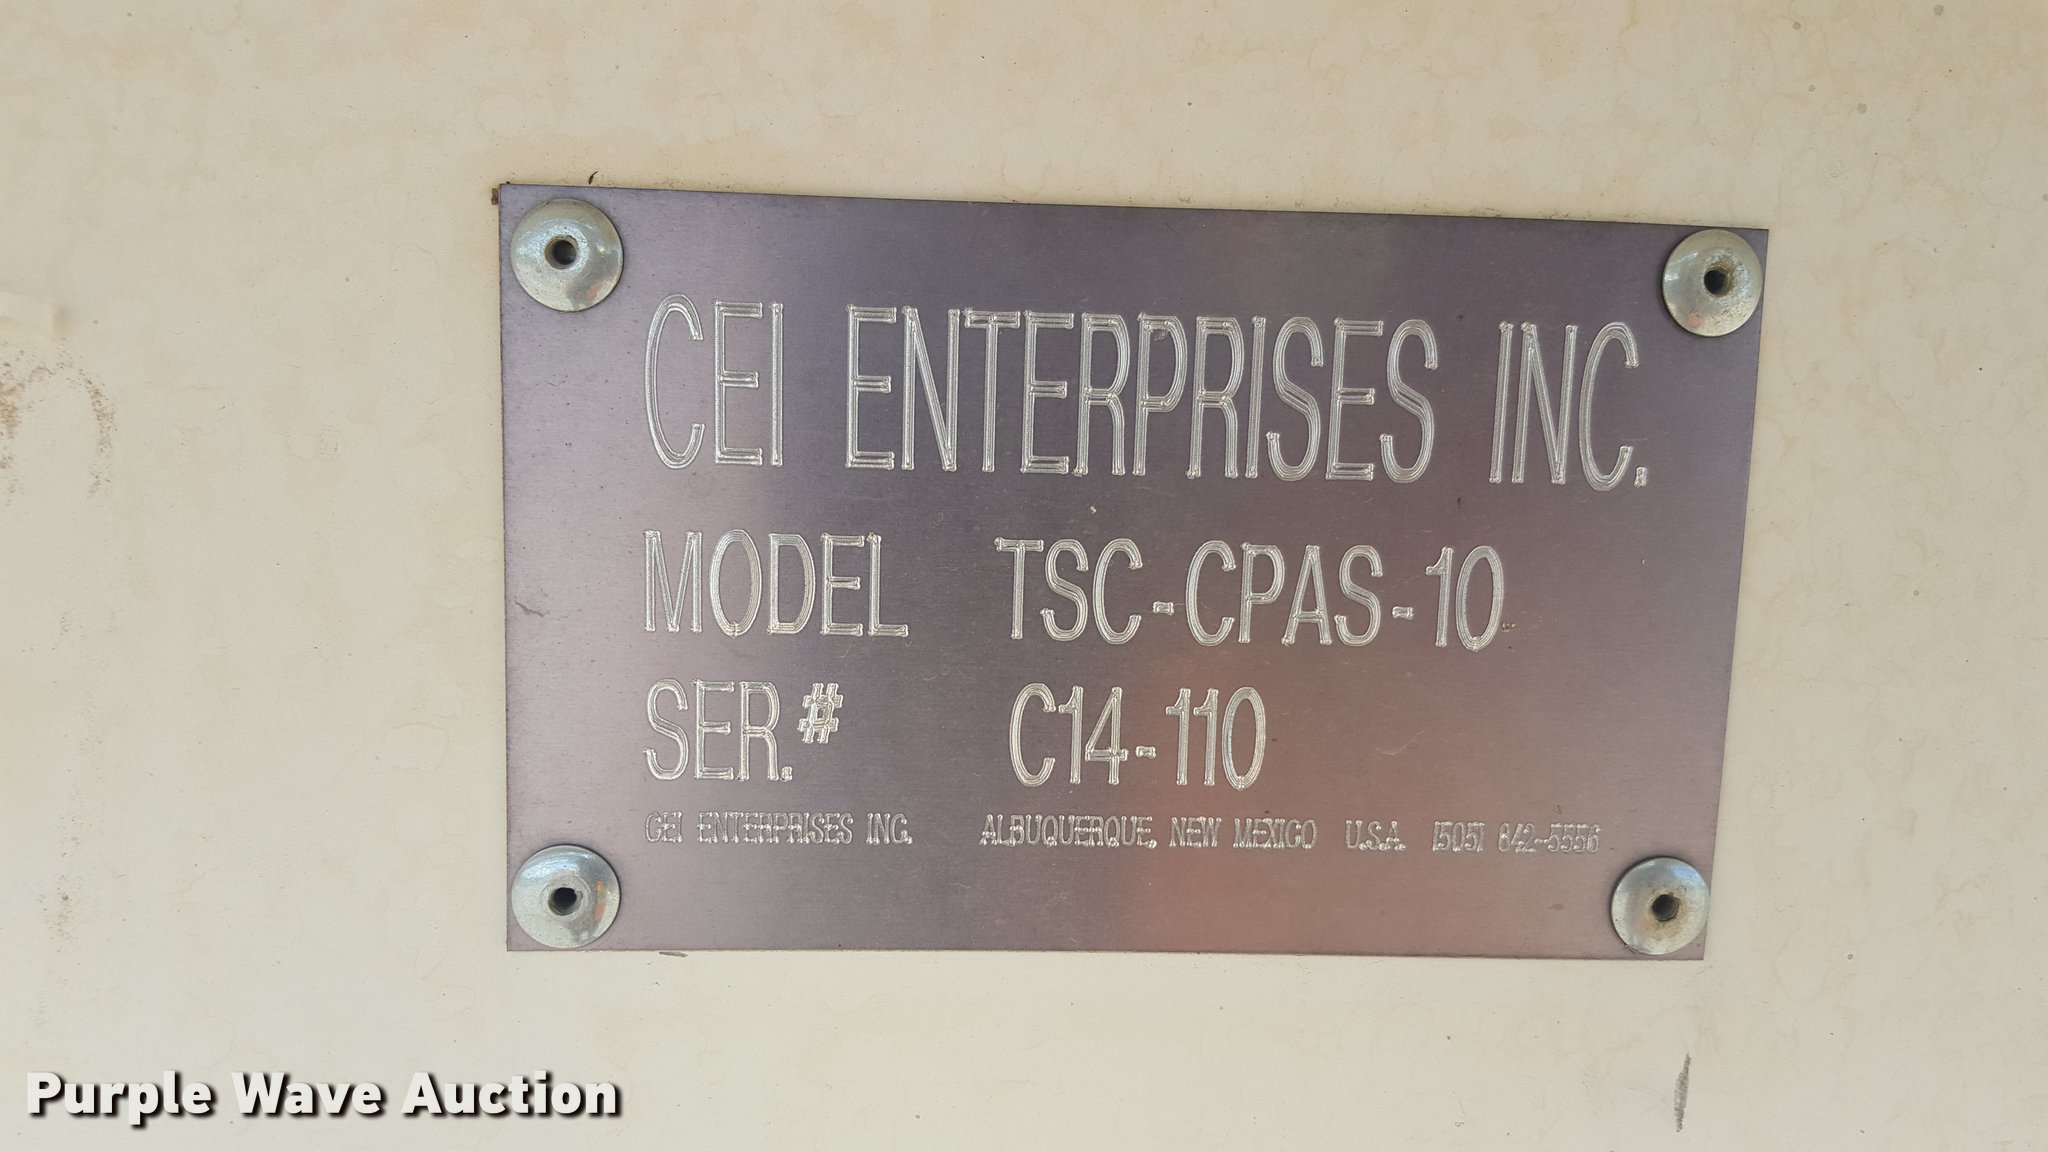 CEI ENTERPRISES INC.
MODEL TSC-CPAS-10
SER.# C14-110
CEI ENTERPRISES INC. ALBUQUERQUE, NEW MEXICO U.S.A. (505) 842-5556
Purple Wave Auction